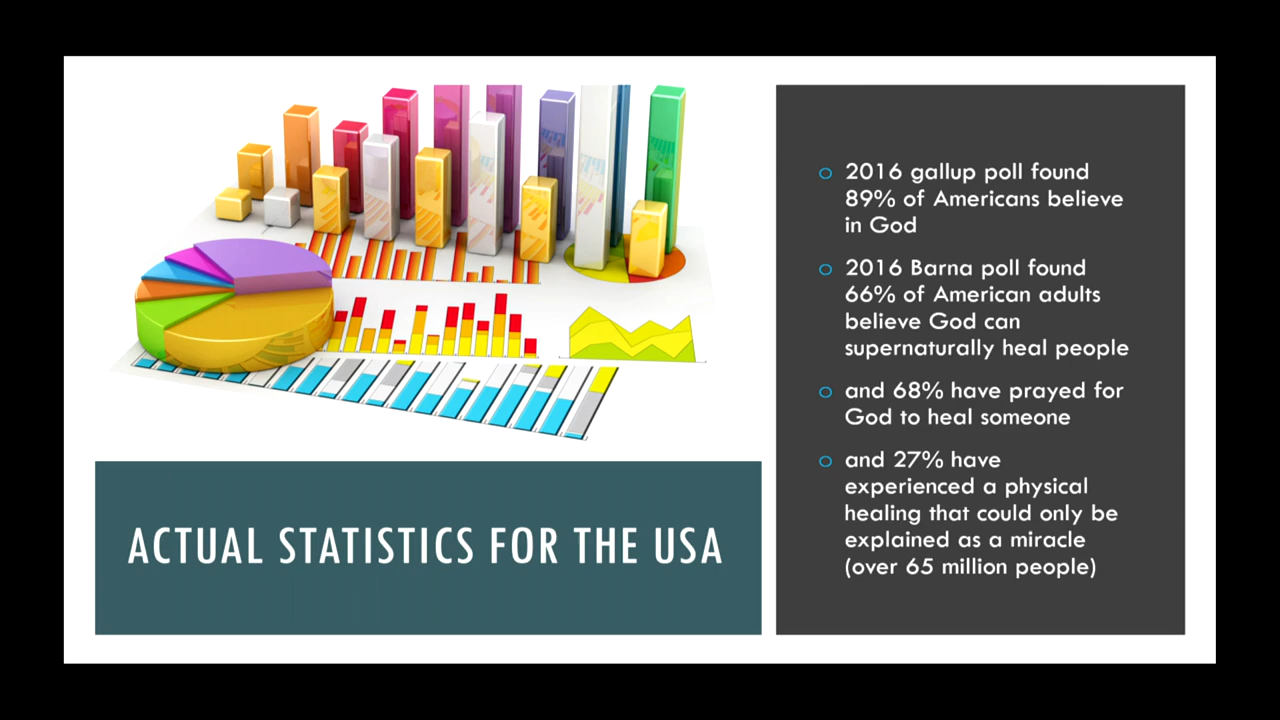 ACTUAL STATISTICS FOR THE USA
o 2016 gallup poll found
89% of Americans believe
in God
o 2016 Barna poll found
66% of American adults
believe God can
supernaturally heal people
o and 68% have prayed for
God to heal someone
o and 27% have
experienced a physical
healing that could only be
explained as a miracle
(over 65 million people)